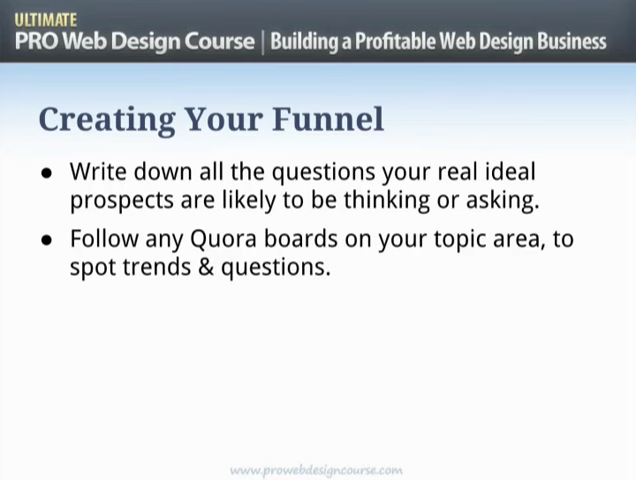 ULTIMATE
PRO Web Design Course | Building a Profitable Web Design Business
Creating Your Funnel
● Write down all the questions your real ideal
prospects are likely to be thinking or asking.
● Follow any Quora boards on your topic area, to
spot trends & questions.
www.prowebdesigncourse.com